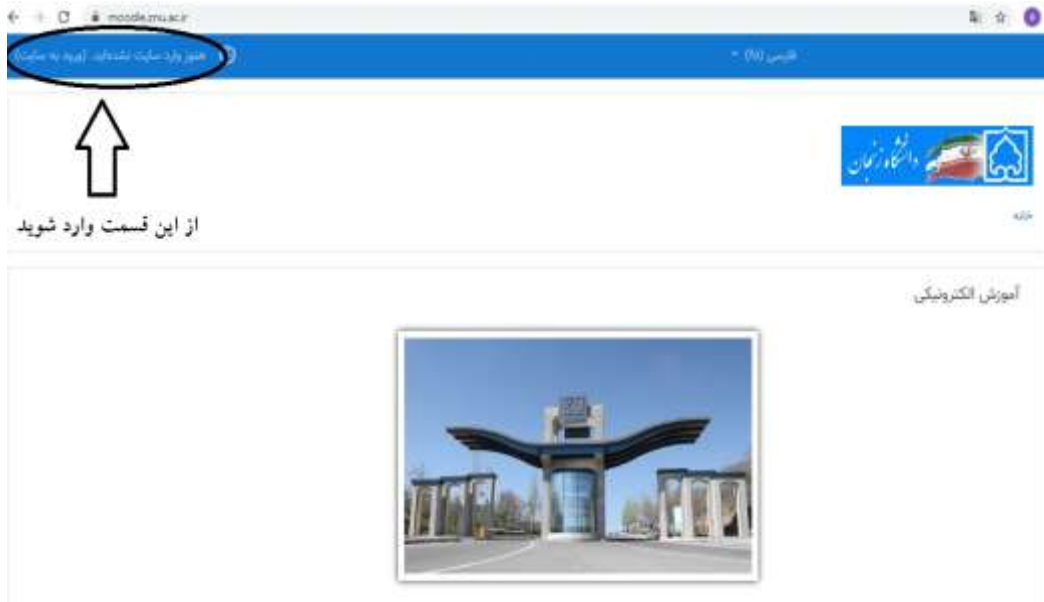 moodle.znu.ac.ir
فارسی (fa)
هنوز وارد سایت نشده‌اید. (ورود به سایت)
دانشگاه زنجان
از این قسمت وارد شوید
خانه
آموزش الکترونیکی